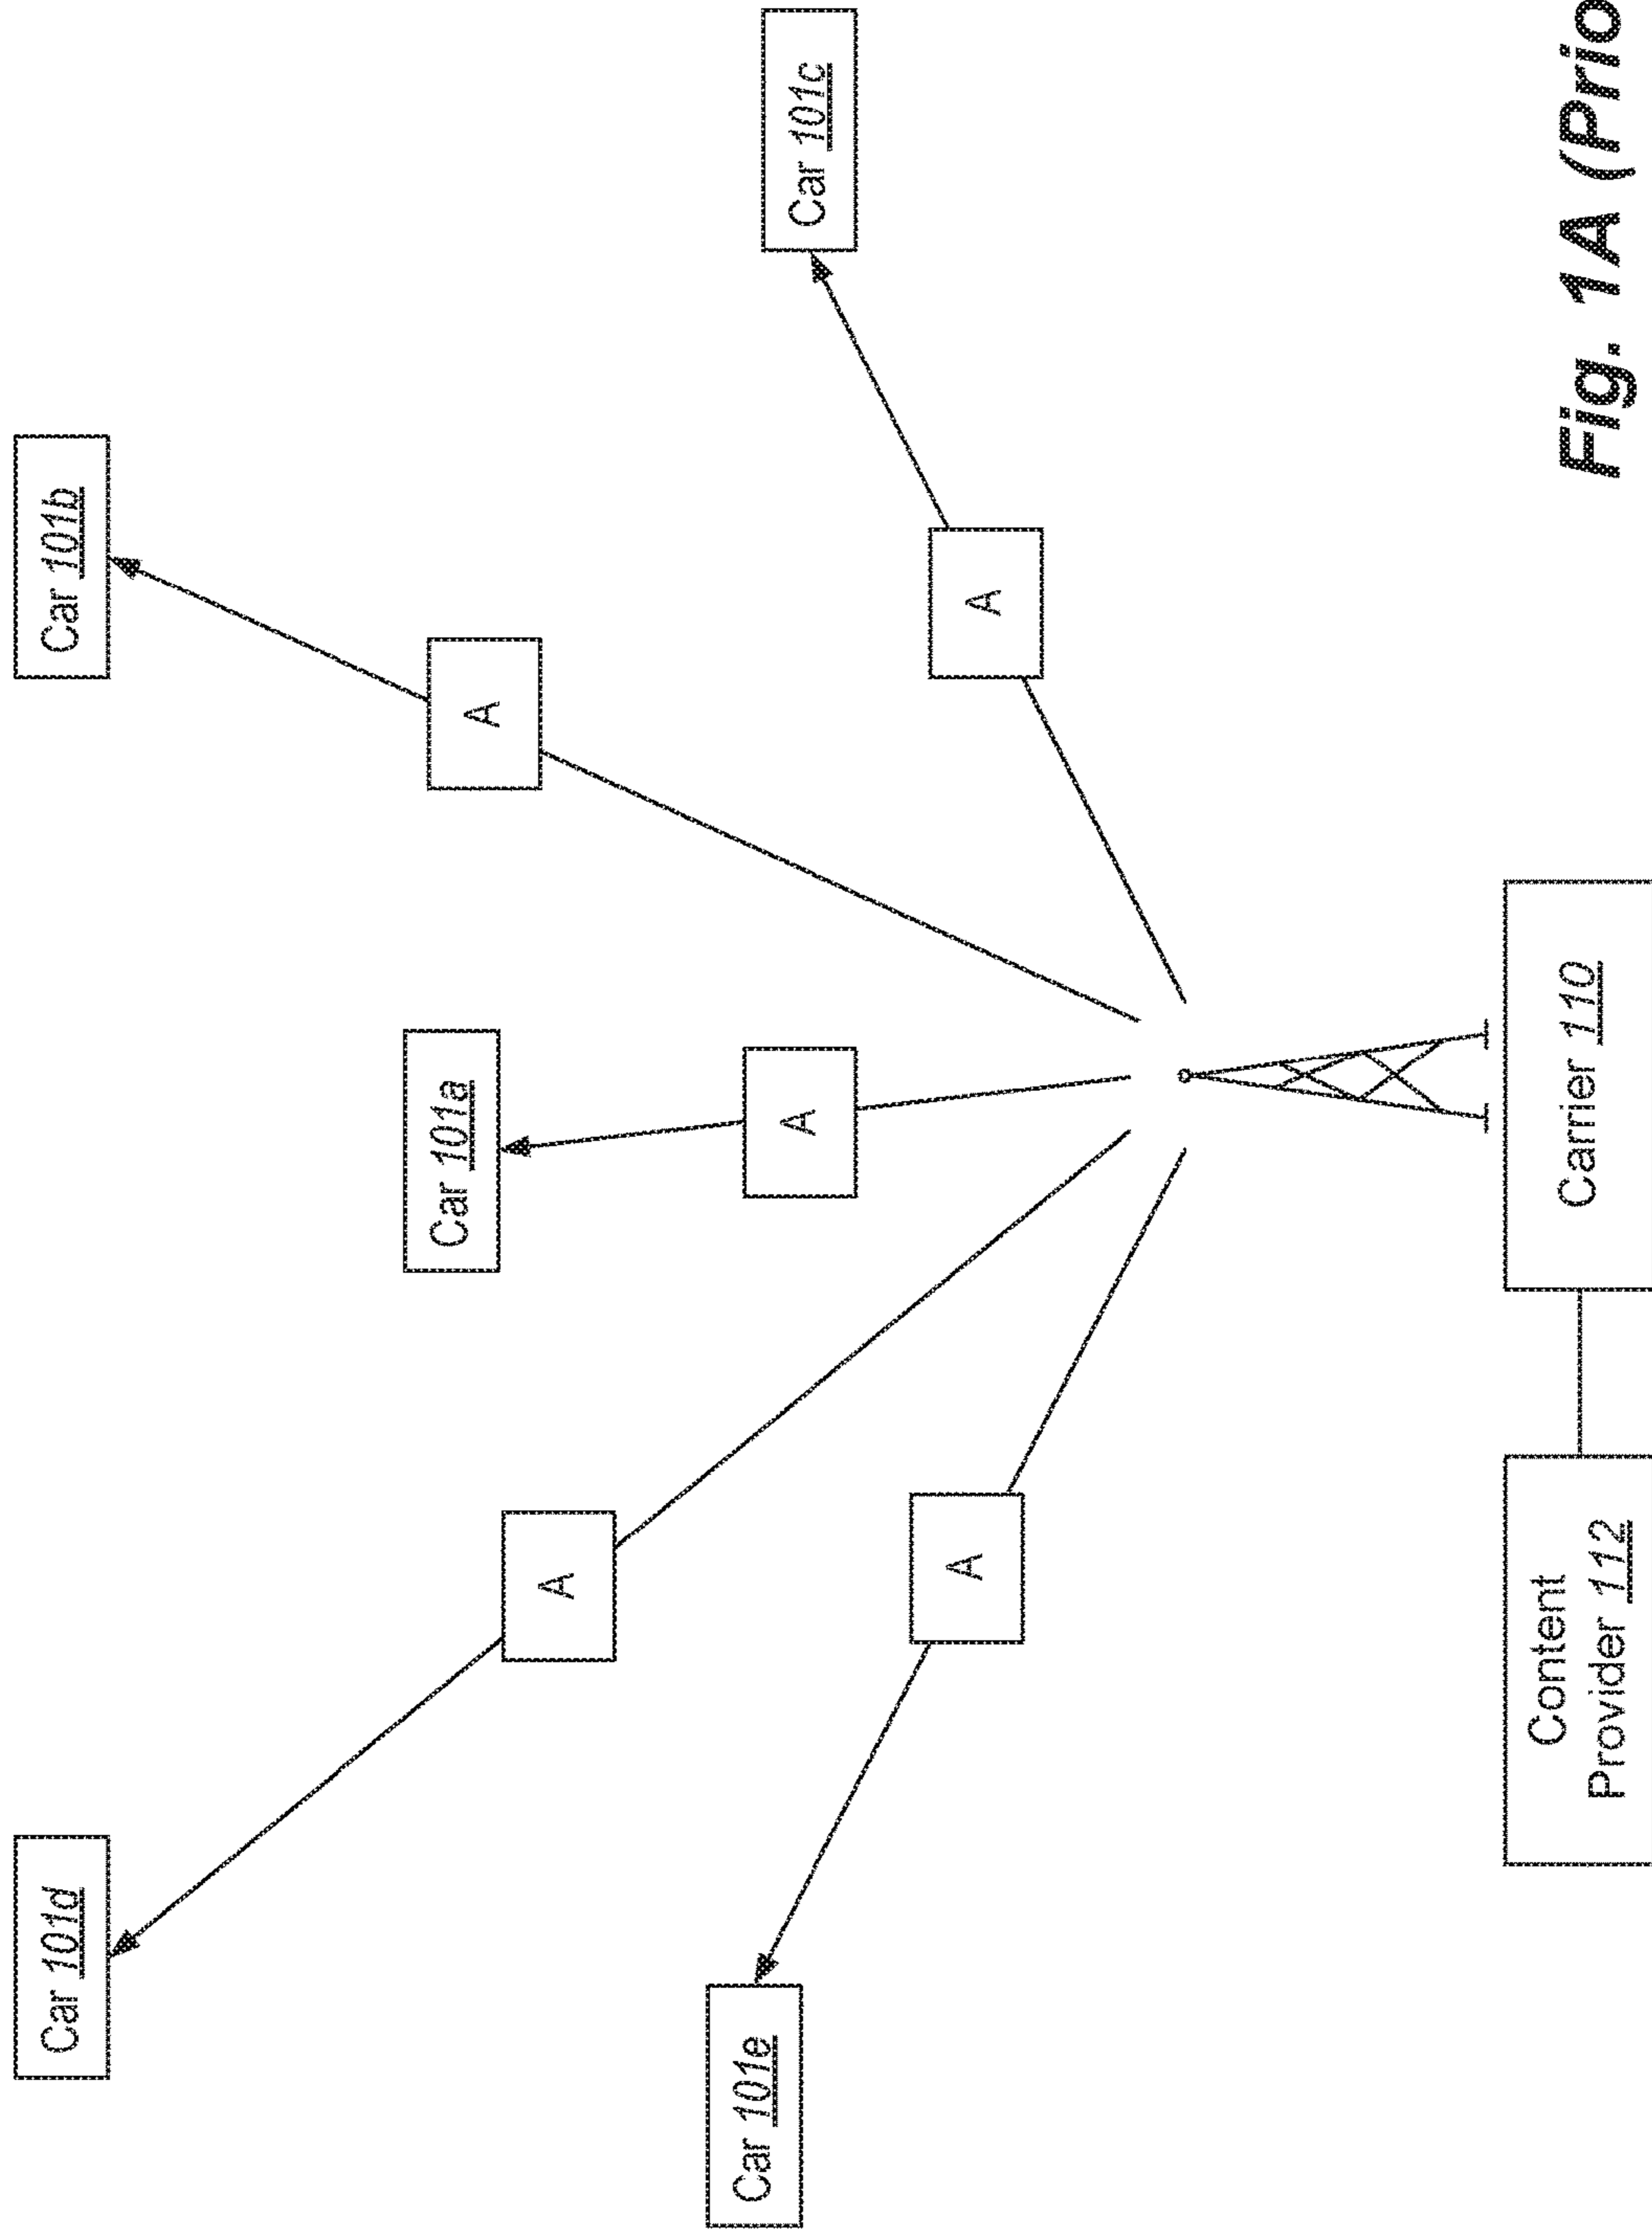 Car 101d
Car 101b
Car 101a
A
A
Car 101e
A
Car 101c
A
A
Content
Provider 112
Carrier 110
Fig. 1A (Prio